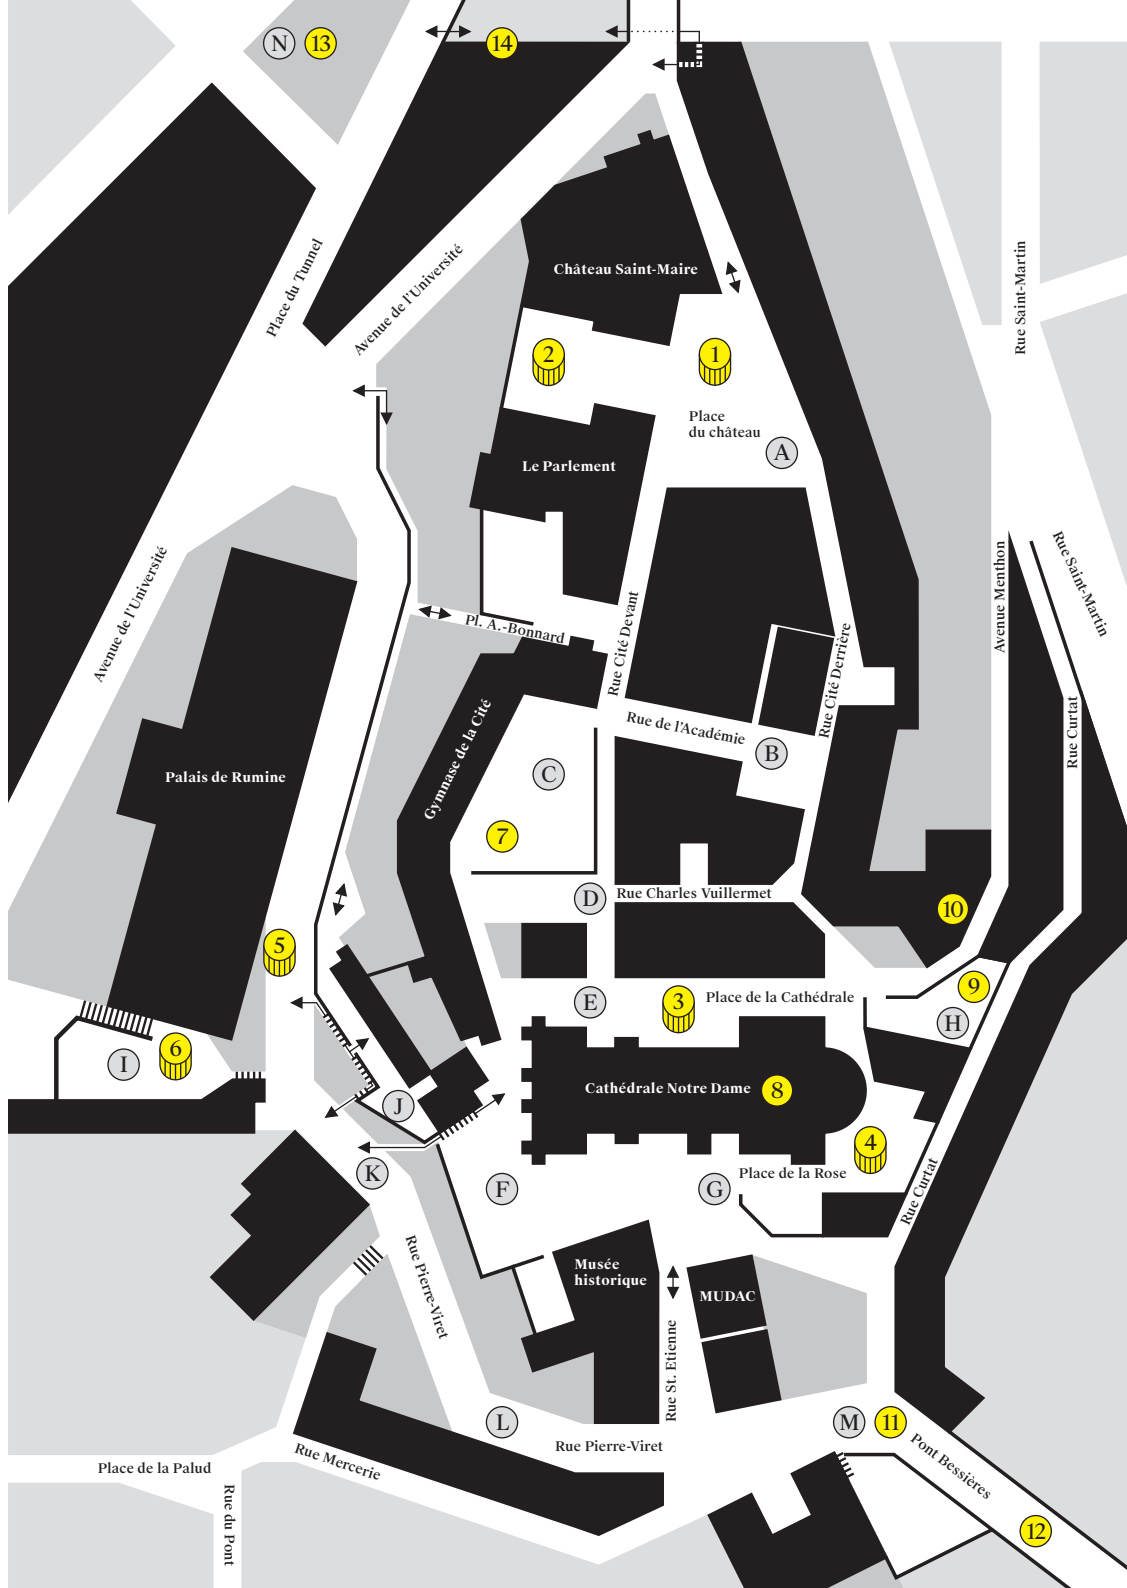 N
13
14
Place du Tunnel
Avenue de l'Université
Château Saint-Maire
Rue Saint-Martin
2
1
Place
du château
A
Le Parlement
Avenue de l'Université
Avenue Menthon
Rue Saint-Martin
Pl. A.-Bonnard
Rue Cité Devant
Rue Cité Derrière
Rue de l'Académie
B
Rue Curtat
Palais de Rumine
Gymnase de la Cité
C
7
D
Rue Charles Vuillermet
10
5
E
3
Place de la Cathédrale
9
H
I
6
J
Cathédrale Notre Dame
8
4
K
F
G
Place de la Rose
Rue Curtat
Rue Pierre-Viret
Musée
historique
MUDAC
Rue St. Etienne
L
M
11
Rue Pierre-Viret
Pont Bessières
Place de la Palud
Rue Mercerie
Rue du Pont
12